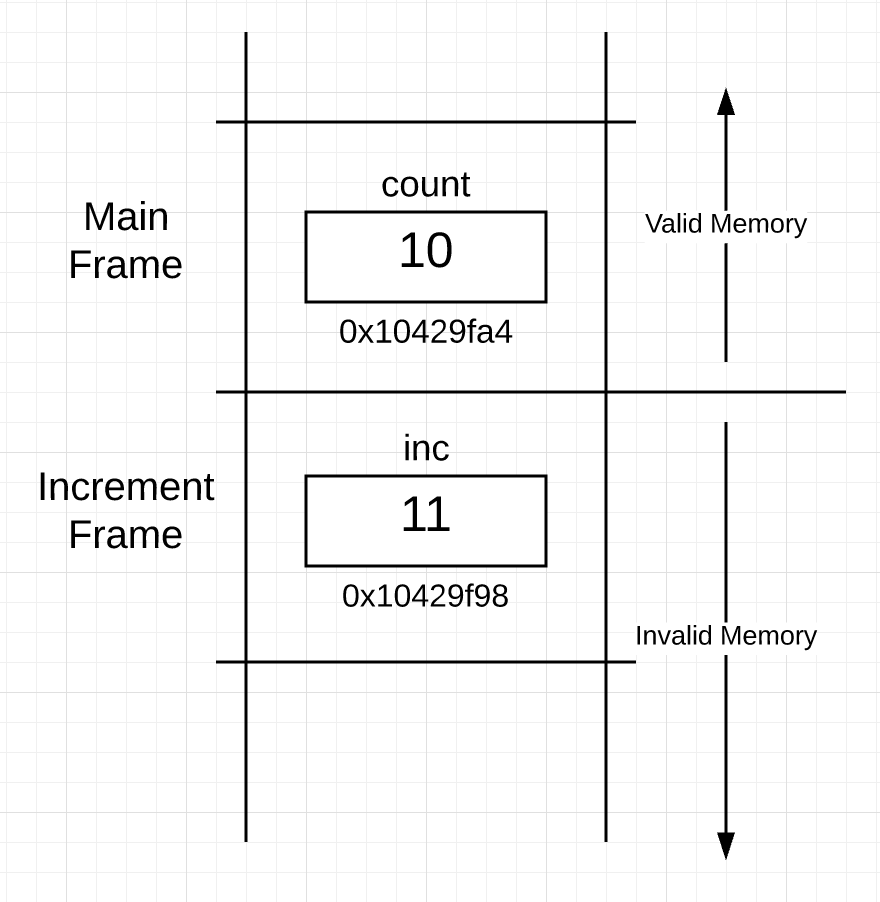 count
Main
Frame
10
0x10429fa4
Valid Memory
inc
Increment
Frame
11
0x10429f98
Invalid Memory